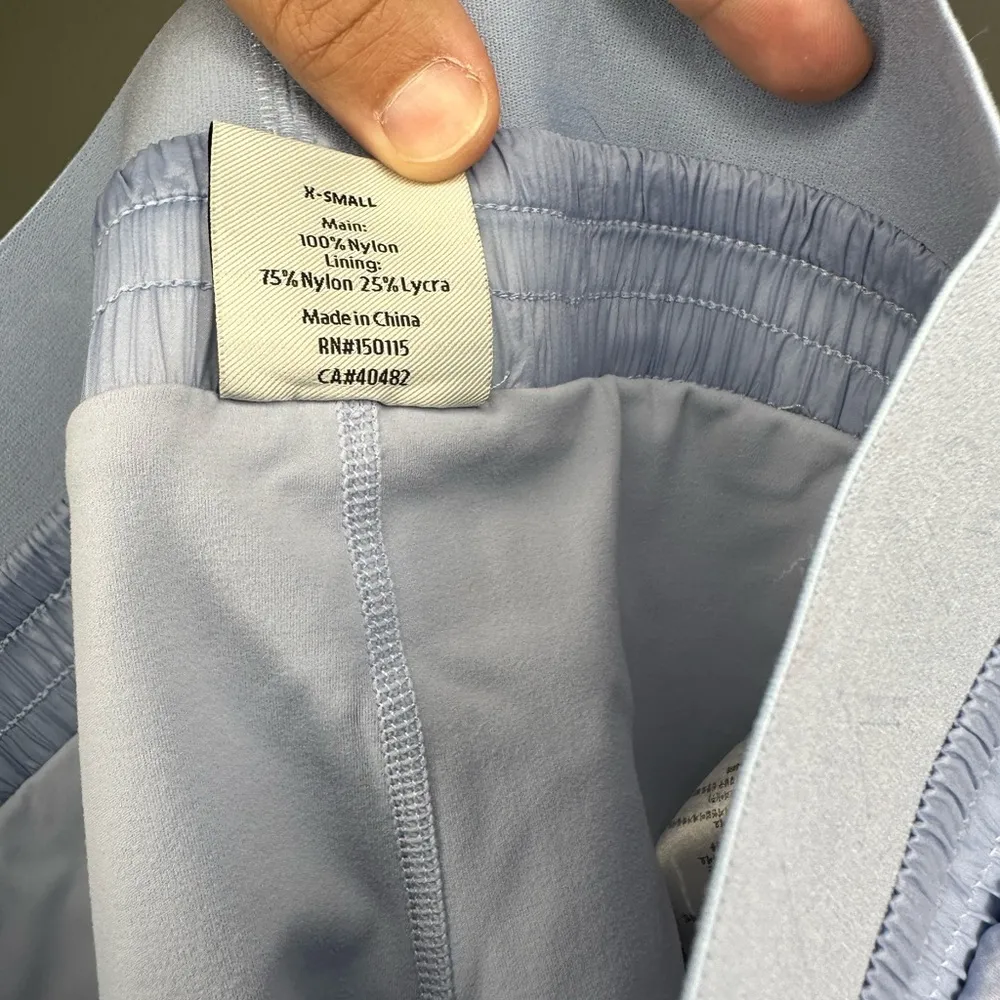 X-SMALL
Main:
100% Nylon
Lining:
75% Nylon 25% Lycra
Made in China
RN#150115
CA#40482